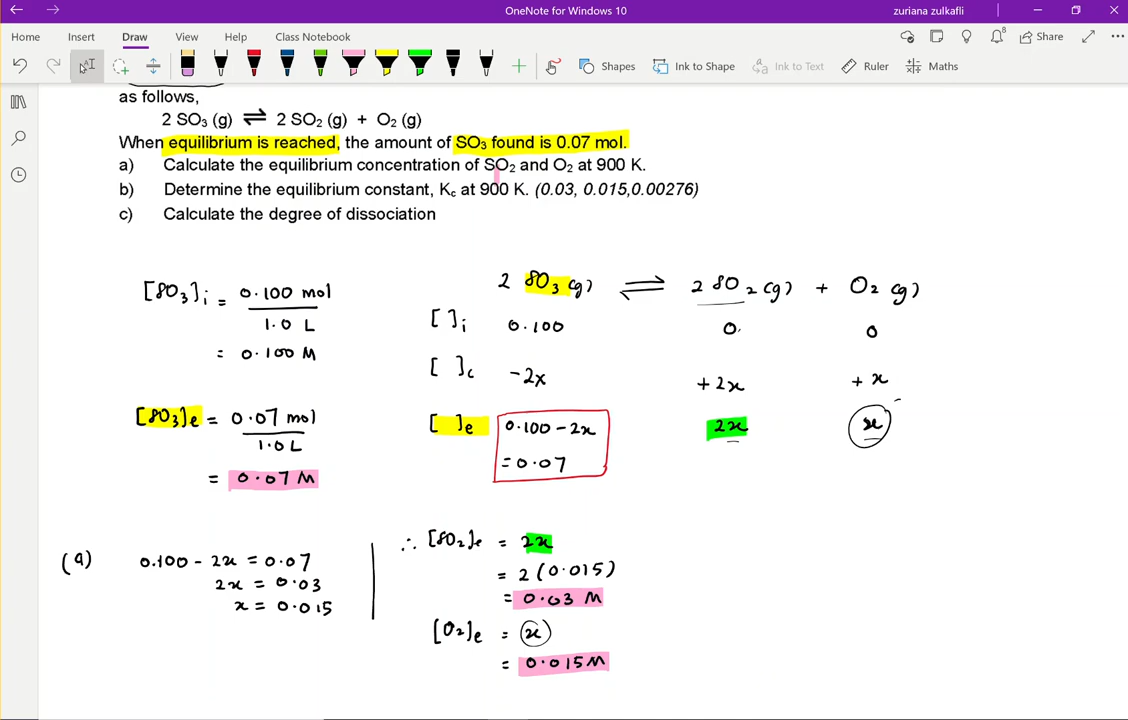 OneNote for Windows 10
zuriana zulkafli
Home Insert Draw View Help Class Notebook
8 Share
Shapes Ink to Shape Ink to Text Ruler Maths
as follows,
2 SO3 (g) ⇌ 2 SO2 (g) + O2 (g)
When equilibrium is reached, the amount of SO3 found is 0.07 mol.
a) Calculate the equilibrium concentration of SO2 and O2 at 900 K.
b) Determine the equilibrium constant, Kc at 900 K. (0.03, 0.015,0.00276)
c) Calculate the degree of dissociation
[SO3]i = 0.100 mol
1.0 L
= 0.100 M
[SO3]e = 0.07 mol
1.0 L
= 0.07 M
2 SO3 (g) ⇌ 2 SO2 (g) + O2 (g)
[ ]i 0.100 0 0
[ ]c -2x +2x +x
[ ]e 0.100 - 2x 2x x
= 0.07
(a) 0.100 - 2x = 0.07
2x = 0.03
x = 0.015
∴ [SO2]e = 2x
= 2(0.015)
= 0.03 M
[O2]e = x
= 0.015 M